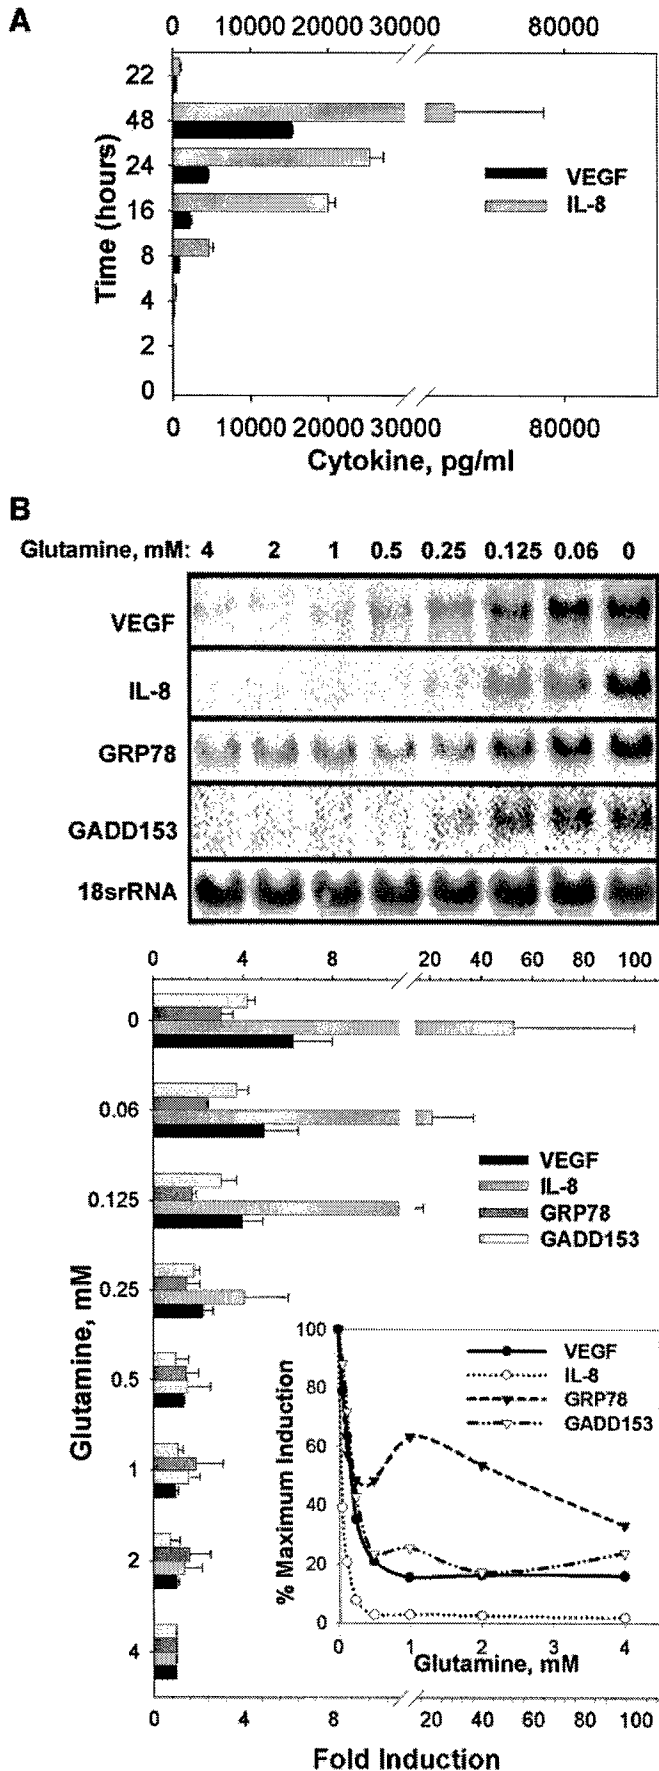 A
0 10000 20000 30000 80000
22
48
24
16
8
4
2
0
Time (hours)
VEGF
IL-8
0 10000 20000 30000 80000
Cytokine, pg/ml
B
Glutamine, mM: 4 2 1 0.5 0.25 0.125 0.06 0
VEGF
IL-8
GRP78
GADD153
18srRNA
0 4 8 20 40 60 80 100
0
0.06
0.125
0.25
0.5
1
2
4
Glutamine, mM
VEGF
IL-8
GRP78
GADD153
100
80
60
40
20
0
% Maximum Induction
VEGF
IL-8
GRP78
GADD153
0 1 2 4
Glutamine, mM
0 4 8 20 40 60 80 100
Fold Induction